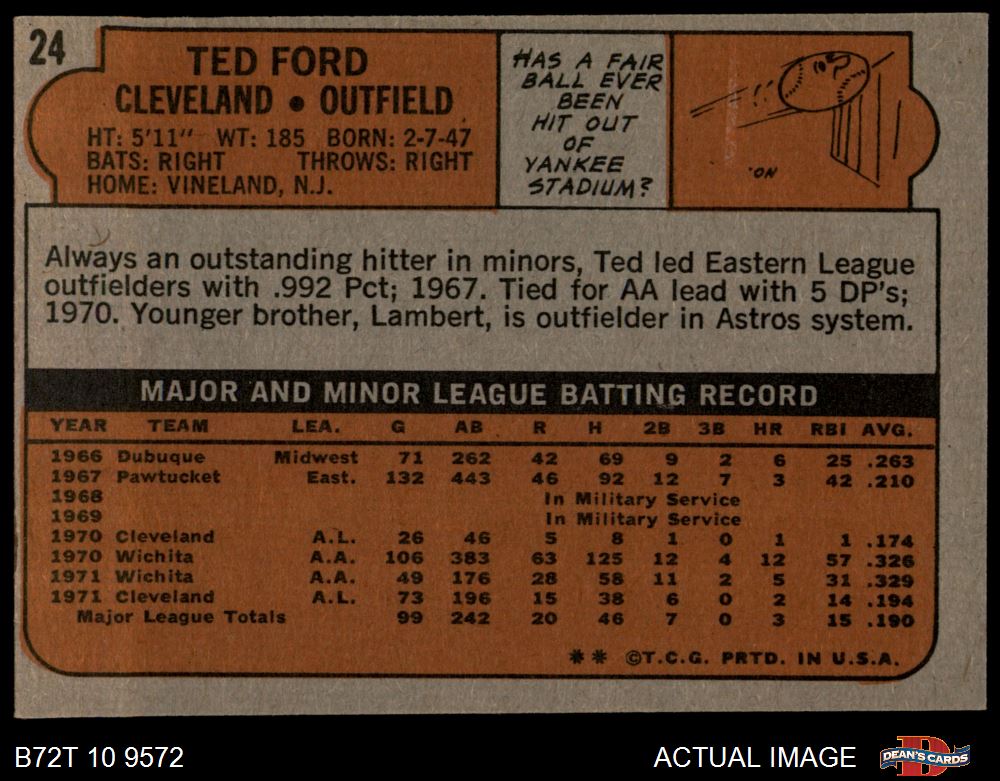 24
TED FORD
CLEVELAND • OUTFIELD
HT: 5'11" WT: 185 BORN: 2-7-47
BATS: RIGHT THROWS: RIGHT
HOME: VINELAND, N.J.
HAS A FAIR
BALL EVER
BEEN
HIT OUT
OF
YANKEE
STADIUM?
'ON
Always an outstanding hitter in minors, Ted led Eastern League
outfielders with .992 Pct; 1967. Tied for AA lead with 5 DP's;
1970. Younger brother, Lambert, is outfielder in Astros system.
MAJOR AND MINOR LEAGUE BATTING RECORD
YEAR TEAM LEA. G AB R H 2B 3B HR RBI AVG.
1966 Dubuque Midwest 71 262 42 69 9 2 6 25 .263
1967 Pawtucket East. 132 443 46 92 12 7 3 42 .210
1968 In Military Service
1969 In Military Service
1970 Cleveland A.L. 26 46 5 8 1 0 1 1 .174
1970 Wichita A.A. 106 383 63 125 12 4 12 57 .326
1971 Wichita A.A. 49 176 28 58 11 2 5 31 .329
1971 Cleveland A.L. 73 196 15 38 6 0 2 14 .194
Major League Totals 99 242 20 46 7 0 3 15 .190
** ©T.C.G. PRTD. IN U.S.A.
B72T 10 9572
ACTUAL IMAGE
DEAN'S CARDS